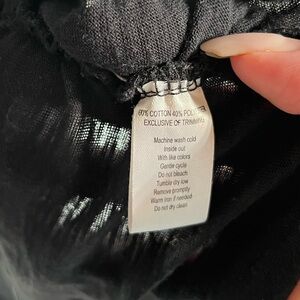 60% COTTON 40% POLYESTER
EXCLUSIVE OF TRIMMING
Machine wash cold
Inside out
With like colors
Gentle cycle
Do not bleach
Tumble dry low
Remove promptly
Warm iron if needed
Do not dry clean